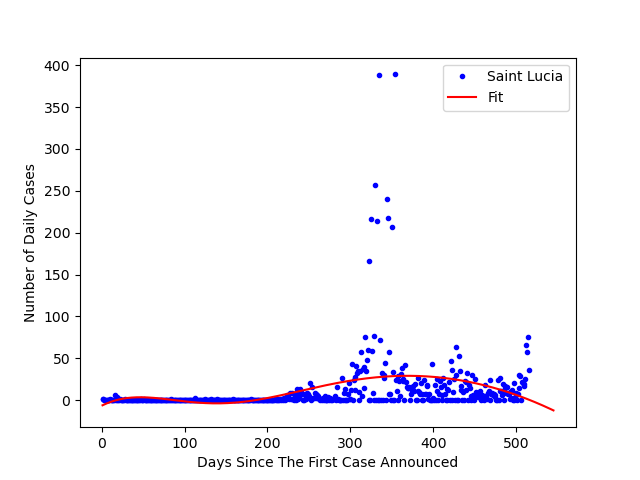 Saint Lucia
Fit
400
350
300
250
200
150
100
50
0
Number of Daily Cases
0 100 200 300 400 500
Days Since The First Case Announced